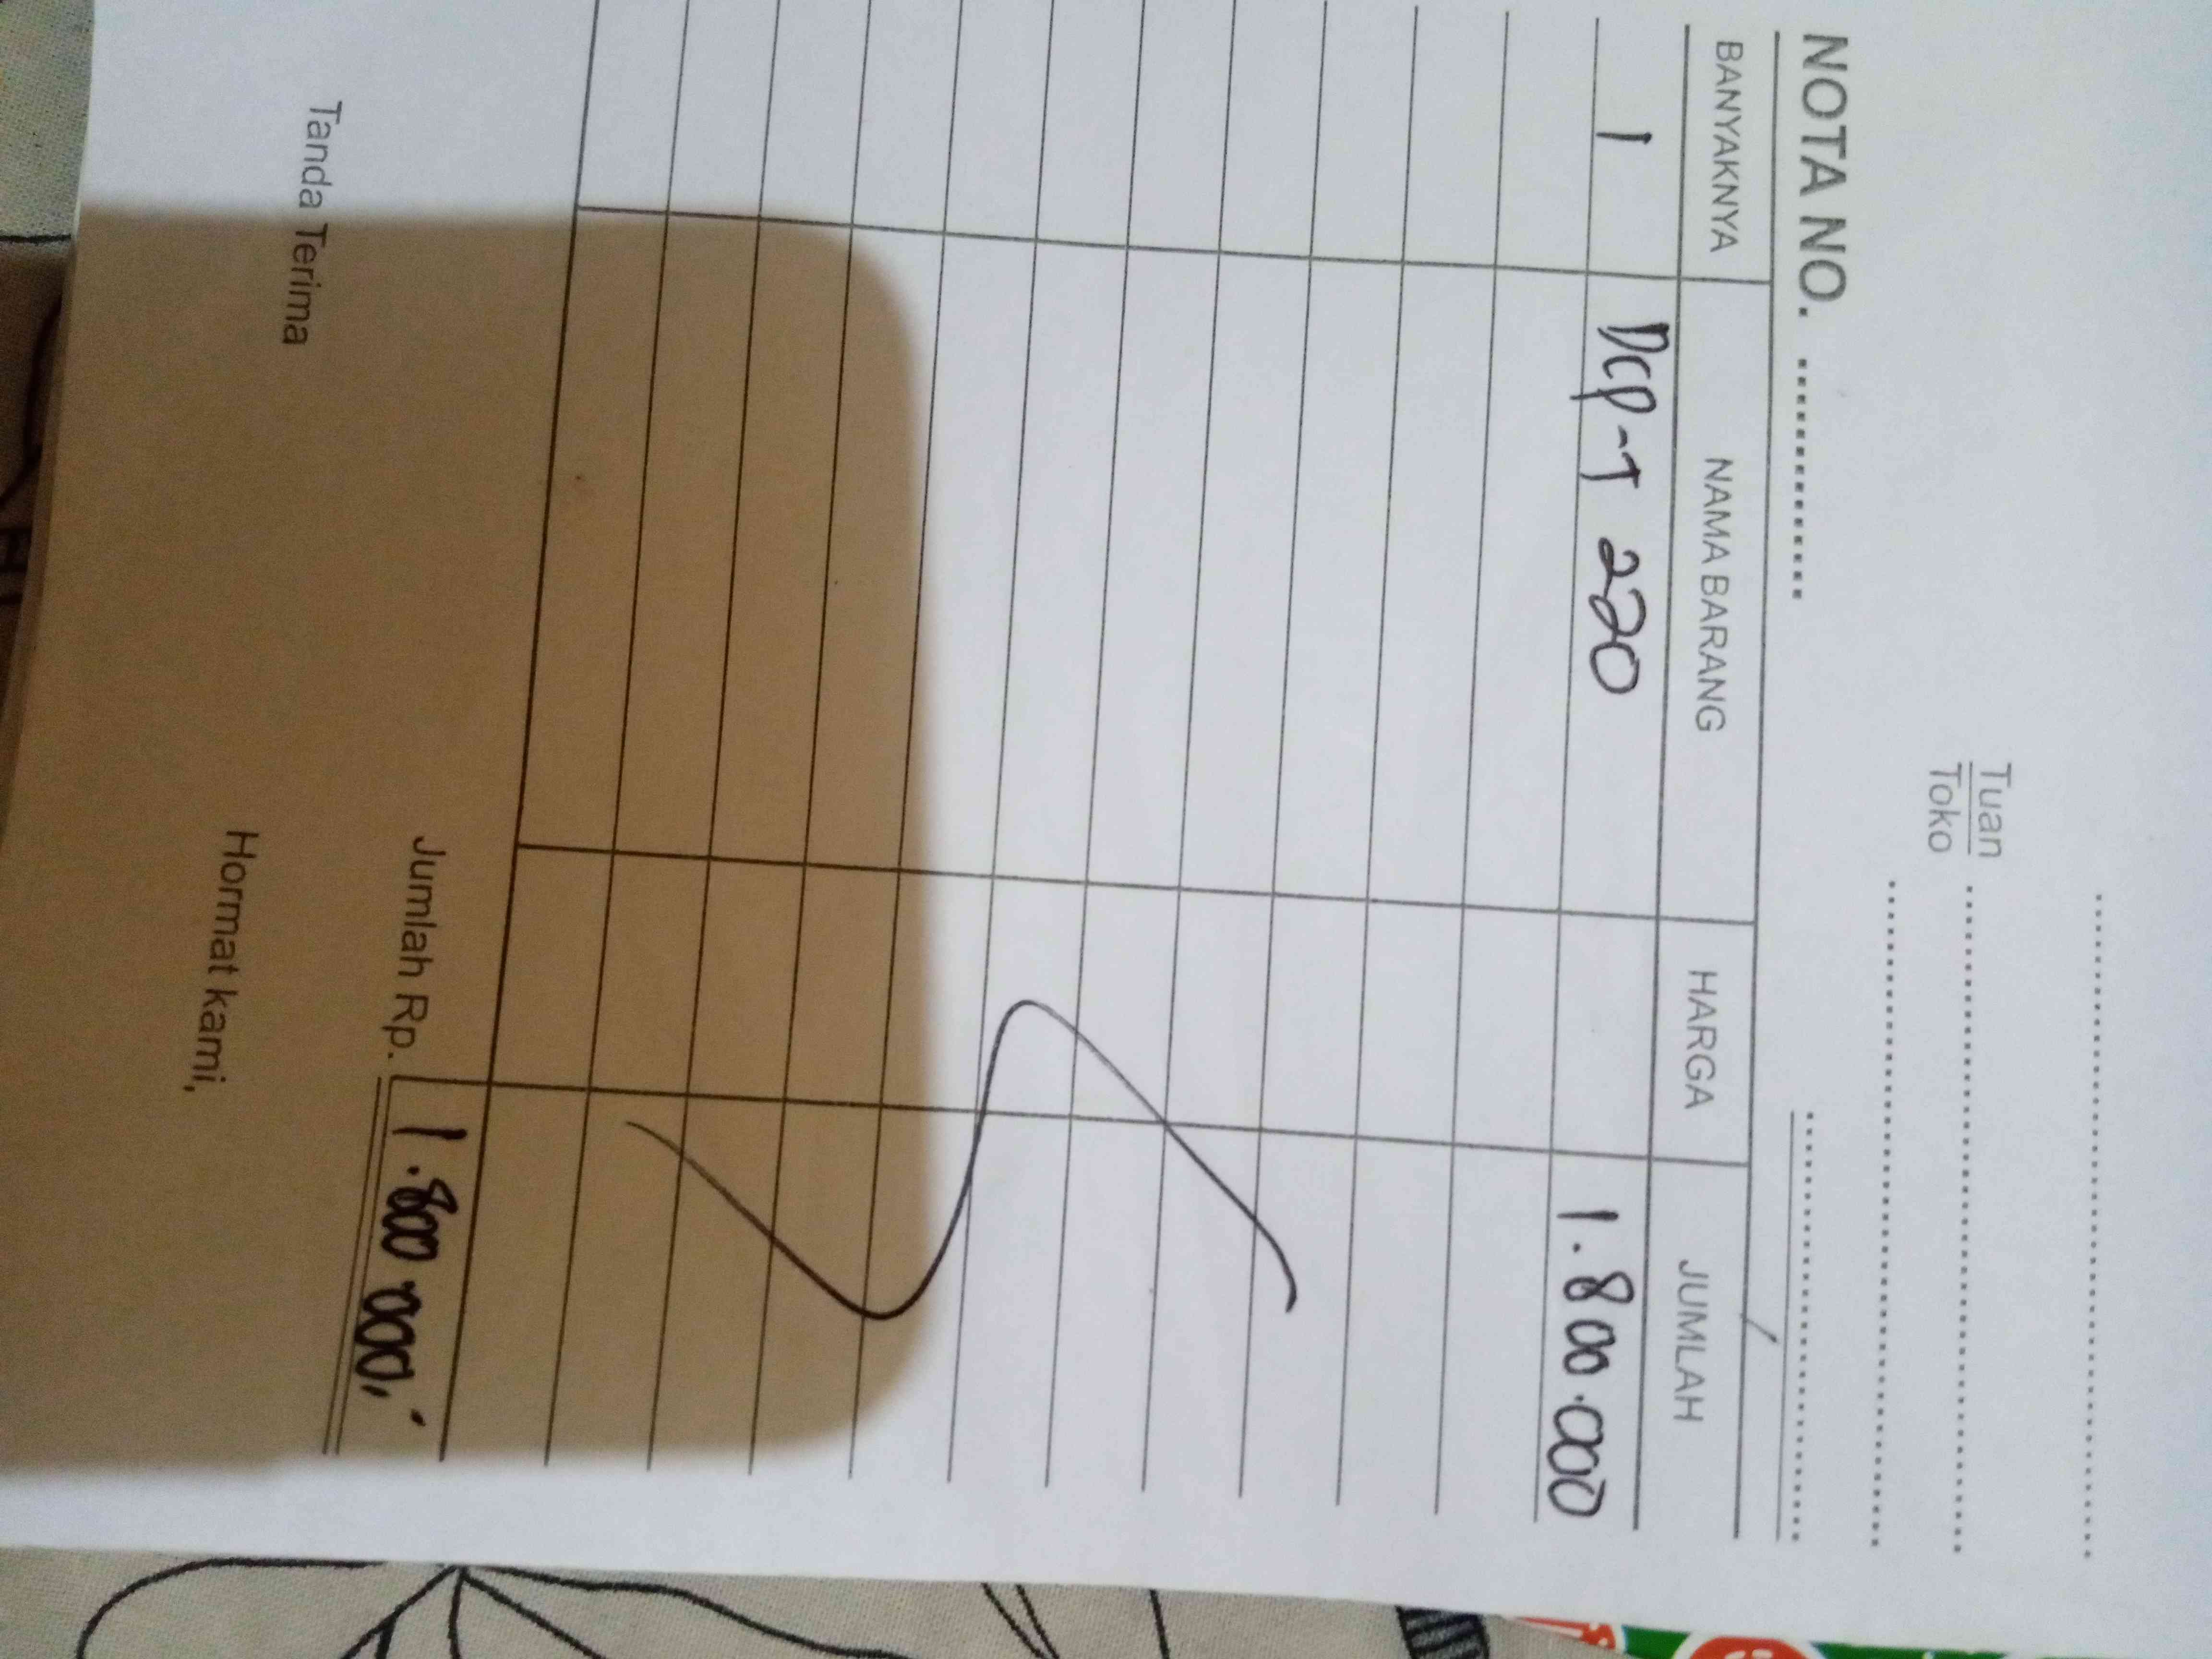 Tuan
Toko
NOTA NO.
BANYAKNYA NAMA BARANG HARGA JUMLAH
1 DCP-T 220 1.800.000
Jumlah Rp. 1.800.000,-
Tanda Terima Hormat kami,